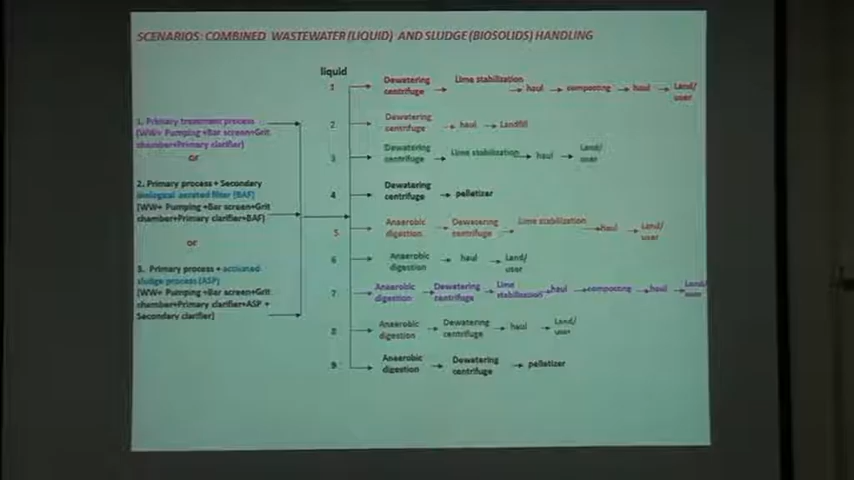 SCENARIOS: COMBINED WASTEWATER (LIQUID) AND SLUDGE (BIOSOLIDS) HANDLING
liquid
1. Primary treatment process
(WW+ Pumping +Bar screen+Grit
chamber+Primary clarifier)
or
2. Primary process + Secondary
biological aerated filter (BAF)
(WW+ Pumping +Bar screen+Grit
chamber+Primary clarifier+BAF)
or
3. Primary process + activated
sludge process (ASP)
(WW+ Pumping +Bar screen+Grit
chamber+Primary clarifier+ASP +
Secondary clarifier)
1 Dewatering centrifuge → Lime stabilization → haul → composting → haul → Land/ user
2 Dewatering centrifuge → haul → Landfill
3 Dewatering centrifuge → Lime stabilization → haul → Land/ user
4 Dewatering centrifuge → pelletizer
5 Anaerobic digestion → Dewatering centrifuge → Lime stabilization → haul → Land/ user
6 Anaerobic digestion → haul → Land/ user
7 Anaerobic digestion → Dewatering centrifuge → Lime stabilization → haul → composting → haul → Land/ user
8 Anaerobic digestion → Dewatering centrifuge → haul → Land/ user
9 Anaerobic digestion → Dewatering centrifuge → pelletizer